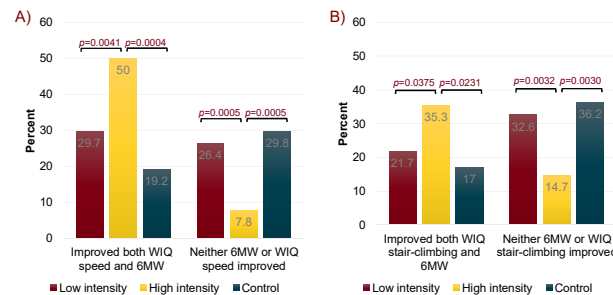 A)
60
50
40
30
20
10
0
Percent
p=0.0041 p=0.0004
p=0.0005 p=0.0005
29.7
50
19.2
26.4
7.8
29.8
Improved both WIQ
speed and 6MW
Neither 6MW or WIQ
speed improved
Low intensity High intensity Control
B)
60
50
40
30
20
10
0
Percent
p=0.0375 p=0.0231
p=0.0032 p=0.0030
21.7
35.3
17
32.6
14.7
36.2
Improved both WIQ
stair-climbing and
6MW
Neither 6MW or WIQ
stair-climbing improved
Low intensity High intensity Control